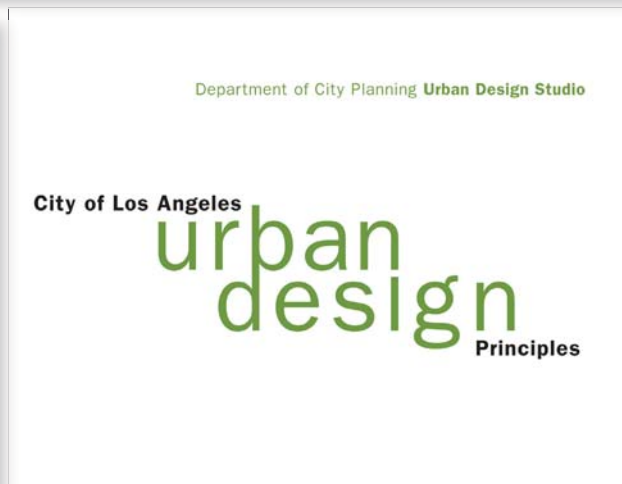 Department of City Planning Urban Design Studio
City of Los Angeles
urban
design
Principles